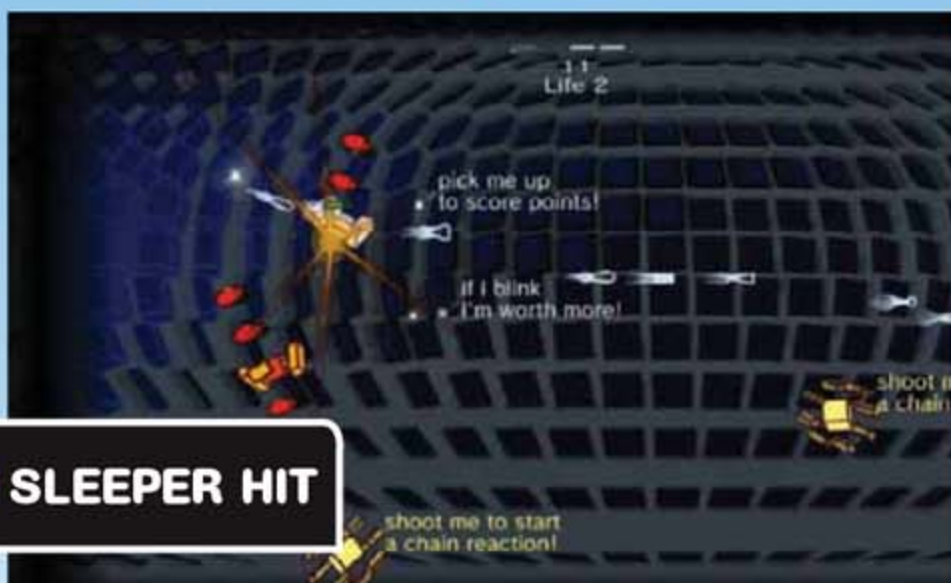 11
Life 2
pick me up
to score points!
if I blink
I'm worth more!
shoot m
a chain
SLEEPER HIT
shoot me to start
a chain reaction!